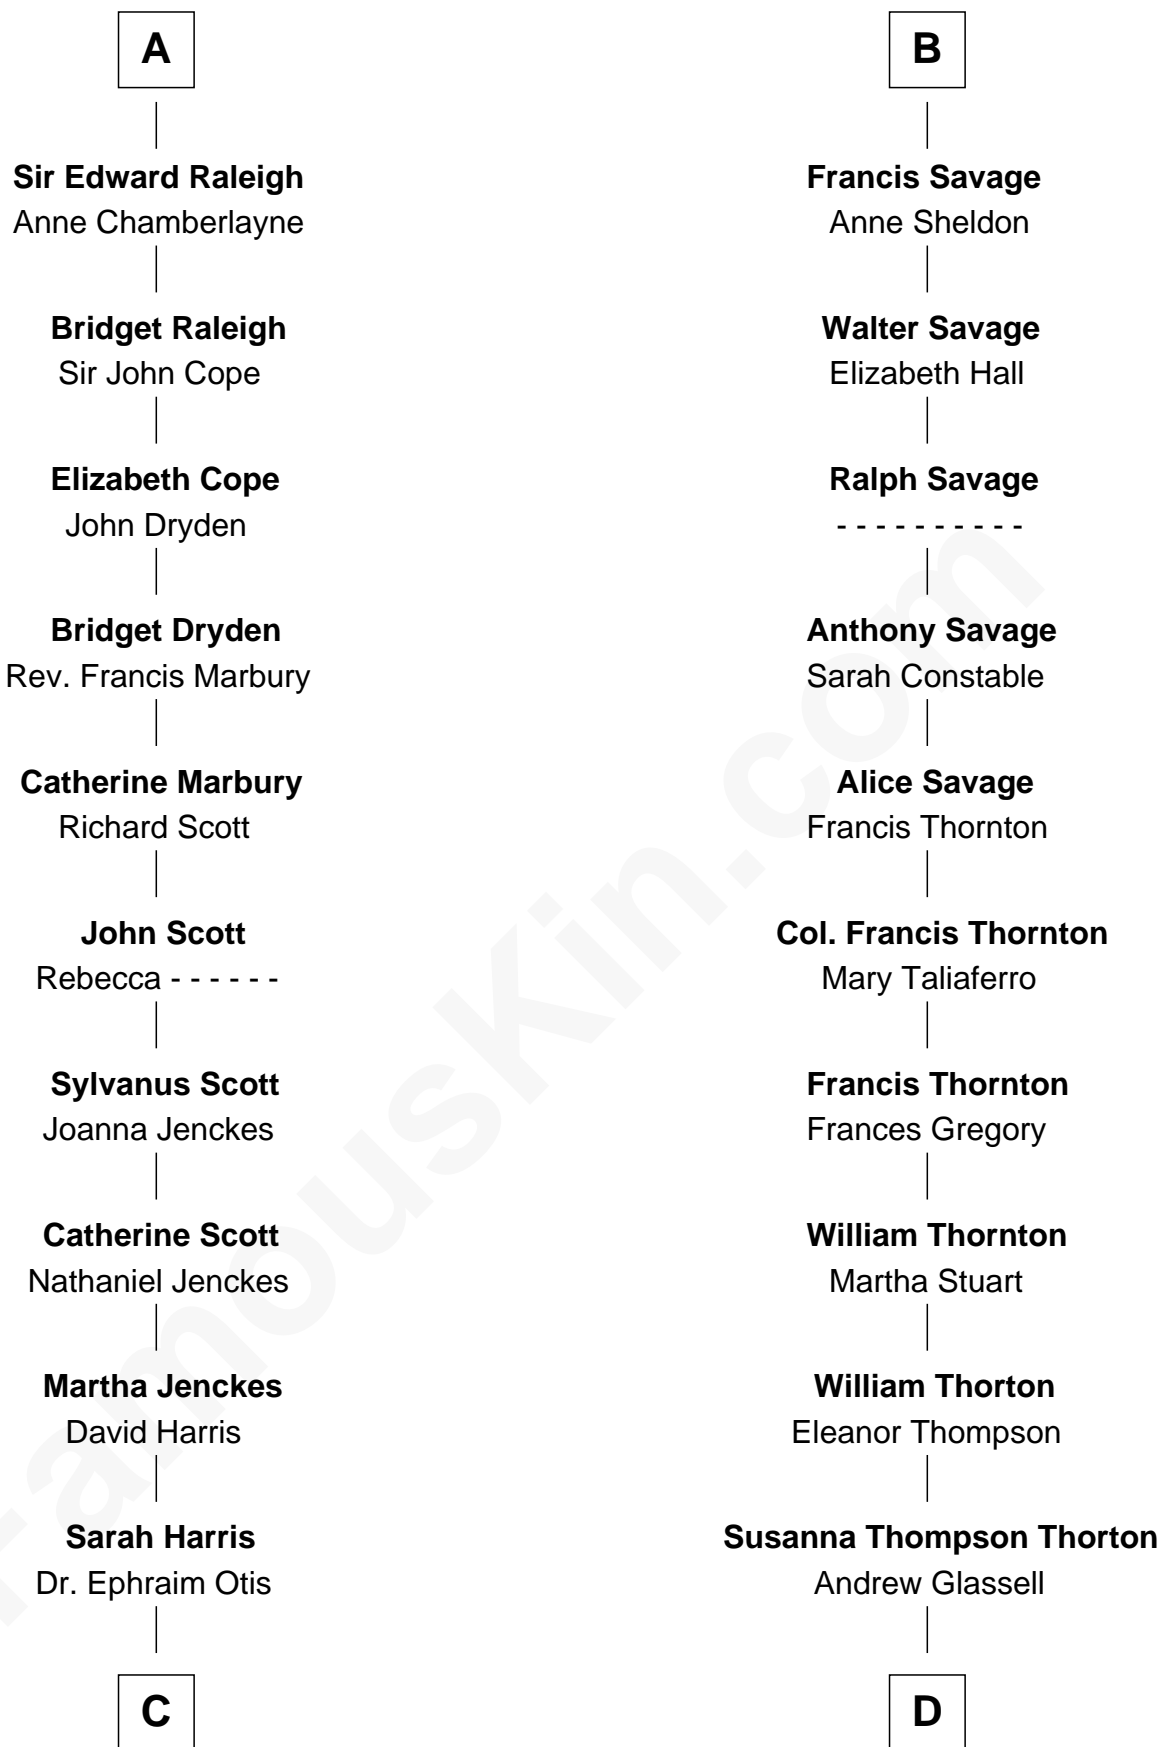 A
Sir Edward Raleigh
Anne Chamberlayne
Bridget Raleigh
Sir John Cope
Elizabeth Cope
John Dryden
Bridget Dryden
Rev. Francis Marbury
Catherine Marbury
Richard Scott
John Scott
Rebecca - - - - - -
Sylvanus Scott
Joanna Jenckes
Catherine Scott
Nathaniel Jenckes
Martha Jenckes
David Harris
Sarah Harris
Dr. Ephraim Otis
C
B
Francis Savage
Anne Sheldon
Walter Savage
Elizabeth Hall
Ralph Savage
- - - - - - - - - -
Anthony Savage
Sarah Constable
Alice Savage
Francis Thornton
Col. Francis Thornton
Mary Taliaferro
Francis Thornton
Frances Gregory
William Thornton
Martha Stuart
William Thorton
Eleanor Thompson
Susanna Thompson Thorton
Andrew Glassell
D
FamousKin.com